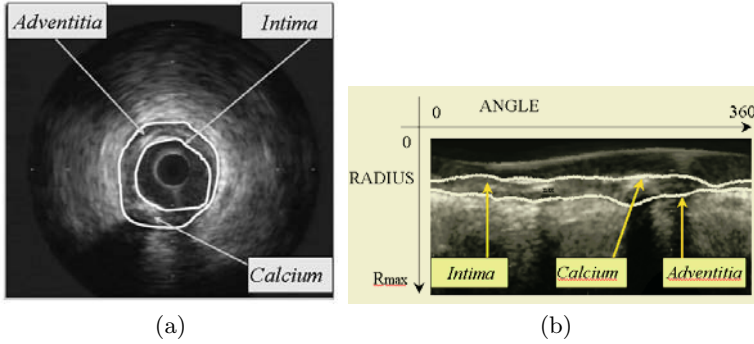 Adventitia
Intima
Calcium
(a)
0
ANGLE
360
0
RADIUS
Rmax
Intima
Calcium
Adventitia
(b)